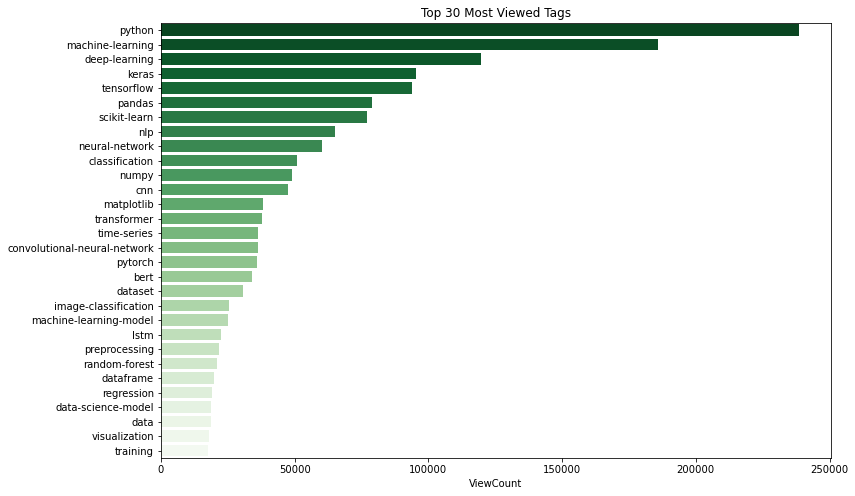 Top 30 Most Viewed Tags
python
machine-learning
deep-learning
keras
tensorflow
pandas
scikit-learn
nlp
neural-network
classification
numpy
cnn
matplotlib
transformer
time-series
convolutional-neural-network
pytorch
bert
dataset
image-classification
machine-learning-model
lstm
preprocessing
random-forest
dataframe
regression
data-science-model
data
visualization
training
0 50000 100000 150000 200000 250000
ViewCount